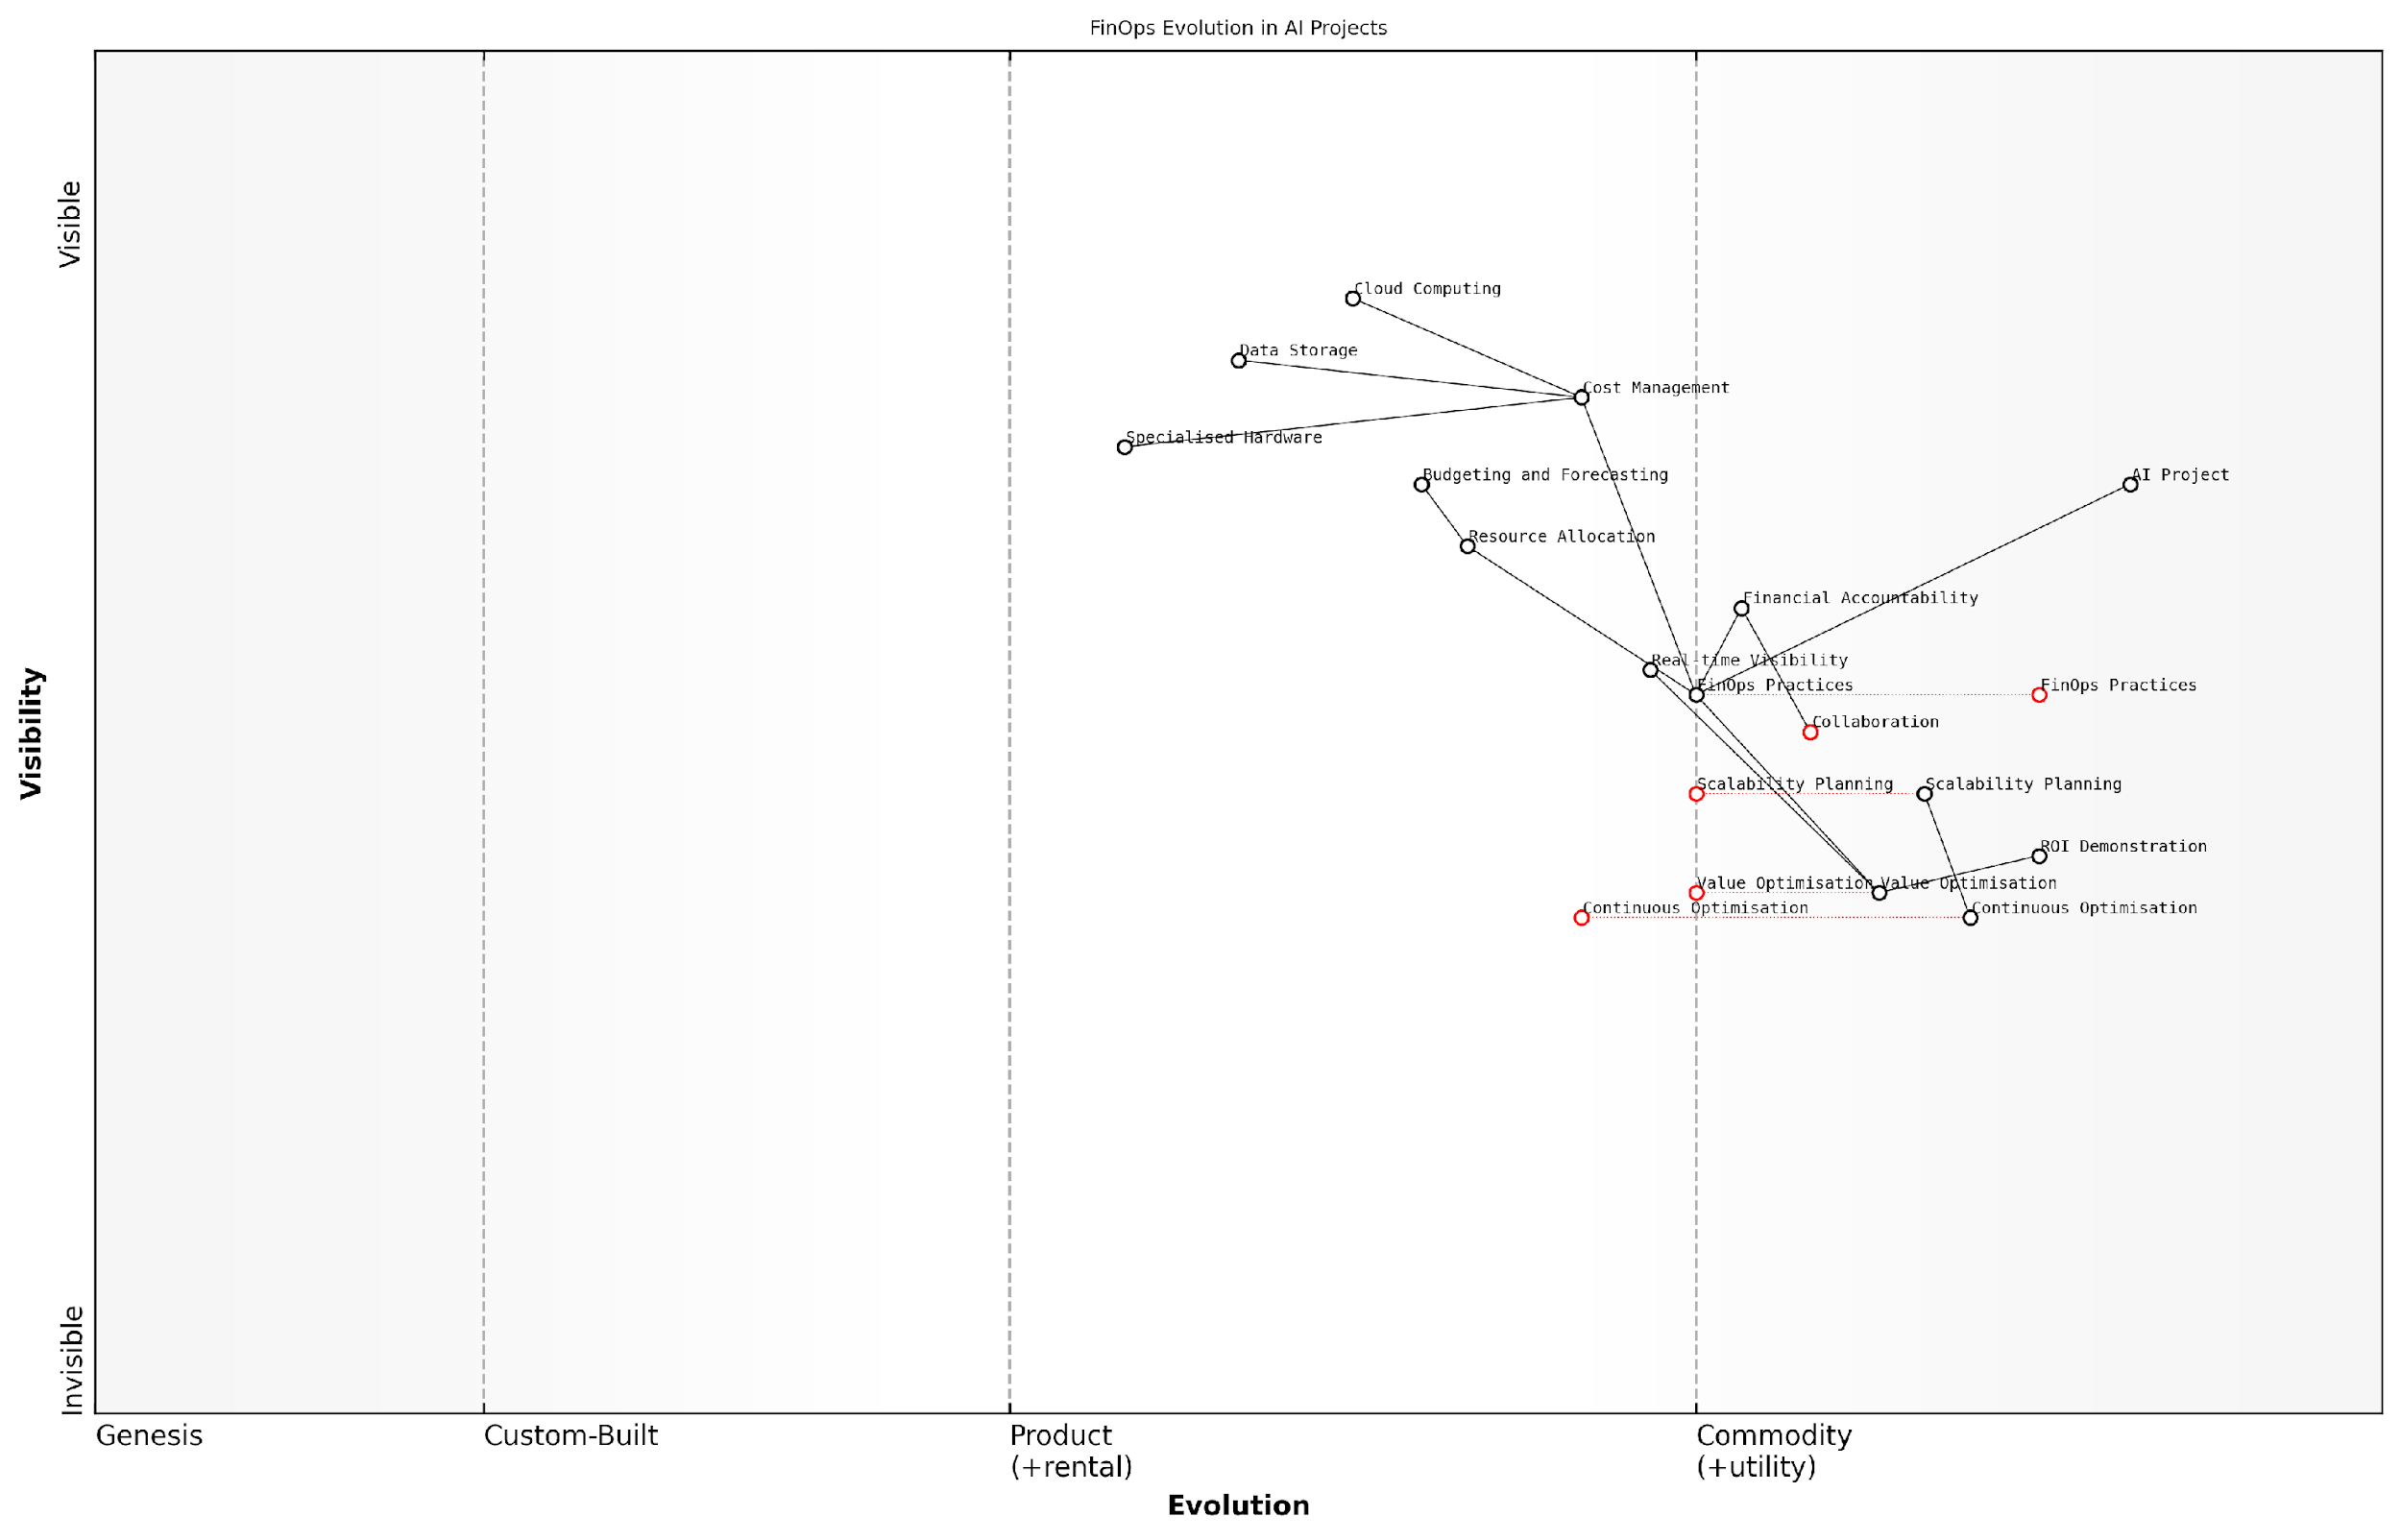 FinOps Evolution in AI Projects
Visible
Cloud Computing
Data Storage
Cost Management
Specialised Hardware
Budgeting and Forecasting
AI Project
Resource Allocation
Financial Accountability
Real-time Visibility
FinOps Practices
FinOps Practices
Collaboration
Visibility
Scalability Planning
Scalability Planning
ROI Demonstration
Value Optimisation
Value Optimisation
Continuous Optimisation
Continuous Optimisation
Invisible
Genesis
Custom-Built
Product
(+rental)
Commodity
(+utility)
Evolution